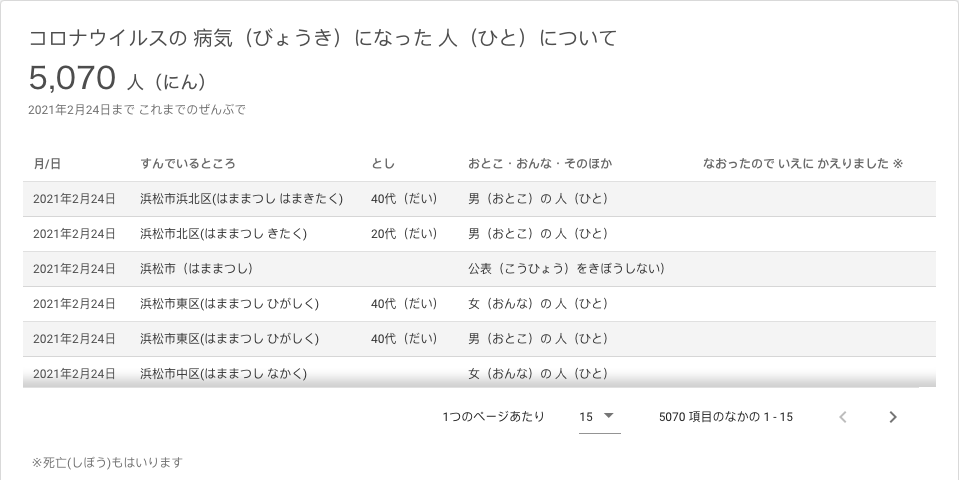 コロナウイルスの 病気（びょうき）になった 人（ひと）について
5,070 人（にん）
2021年2月24日まで これまでのぜんぶで
月/日 すんでいるところ とし おとこ・おんな・そのほか なおったので いえに かえりました ※
2021年2月24日 浜松市浜北区(はままつし はまきたく) 40代（だい） 男（おとこ）の 人（ひと）
2021年2月24日 浜松市北区(はままつし きたく) 20代（だい） 男（おとこ）の 人（ひと）
2021年2月24日 浜松市（はままつし） 公表（こうひょう）をきぼうしない）
2021年2月24日 浜松市東区(はままつし ひがしく) 40代（だい） 女（おんな）の 人（ひと）
2021年2月24日 浜松市東区(はままつし ひがしく) 40代（だい） 男（おとこ）の 人（ひと）
2021年2月24日 浜松市中区(はままつし なかく) 女（おんな）の 人（ひと）
1つのページあたり 15 5070 項目のなかの 1 - 15
※死亡(しぼう)もはいります